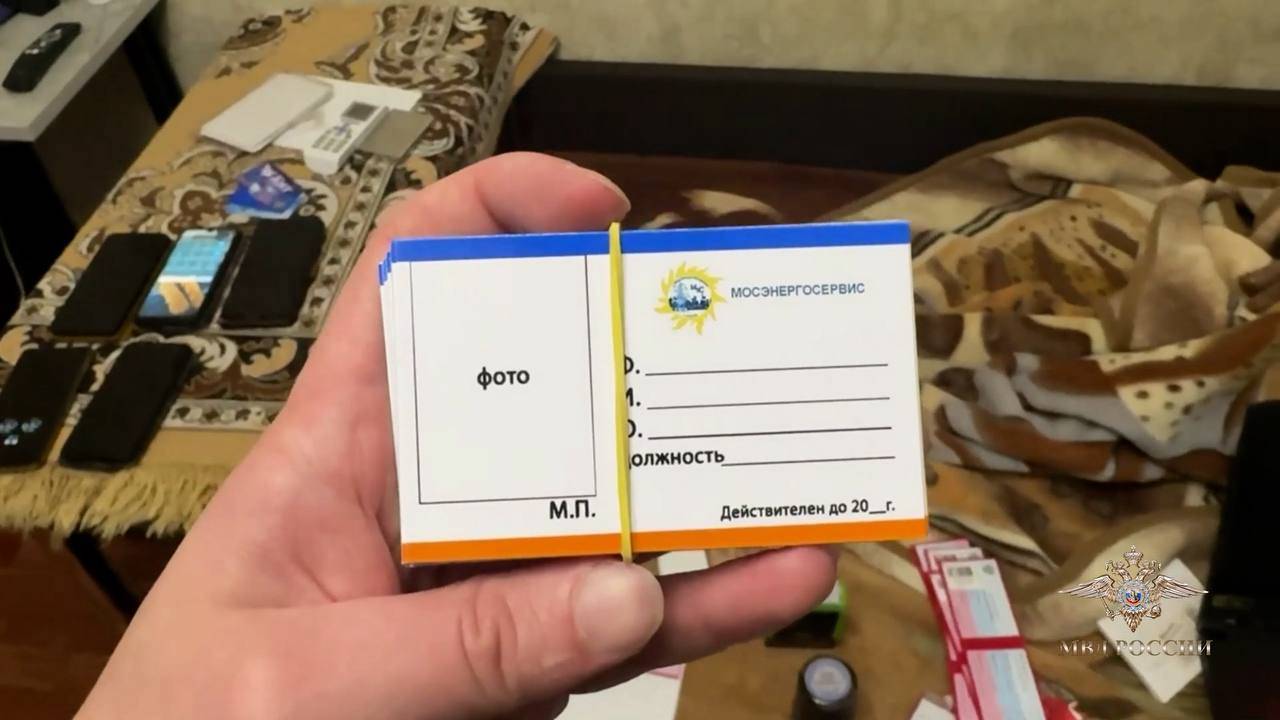 МОСЭНЕРГОСЕРВИС
фото
Ф.
И.
О.
ДОЛЖНОСТЬ
М.П.
Действителен до 20__г.
МВД РОССИИ